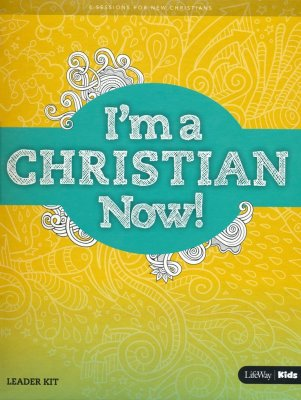 6 SESSIONS FOR NEW CHRISTIANS
I'm a
CHRISTIAN
Now!
LEADER KIT
LifeWay Kids